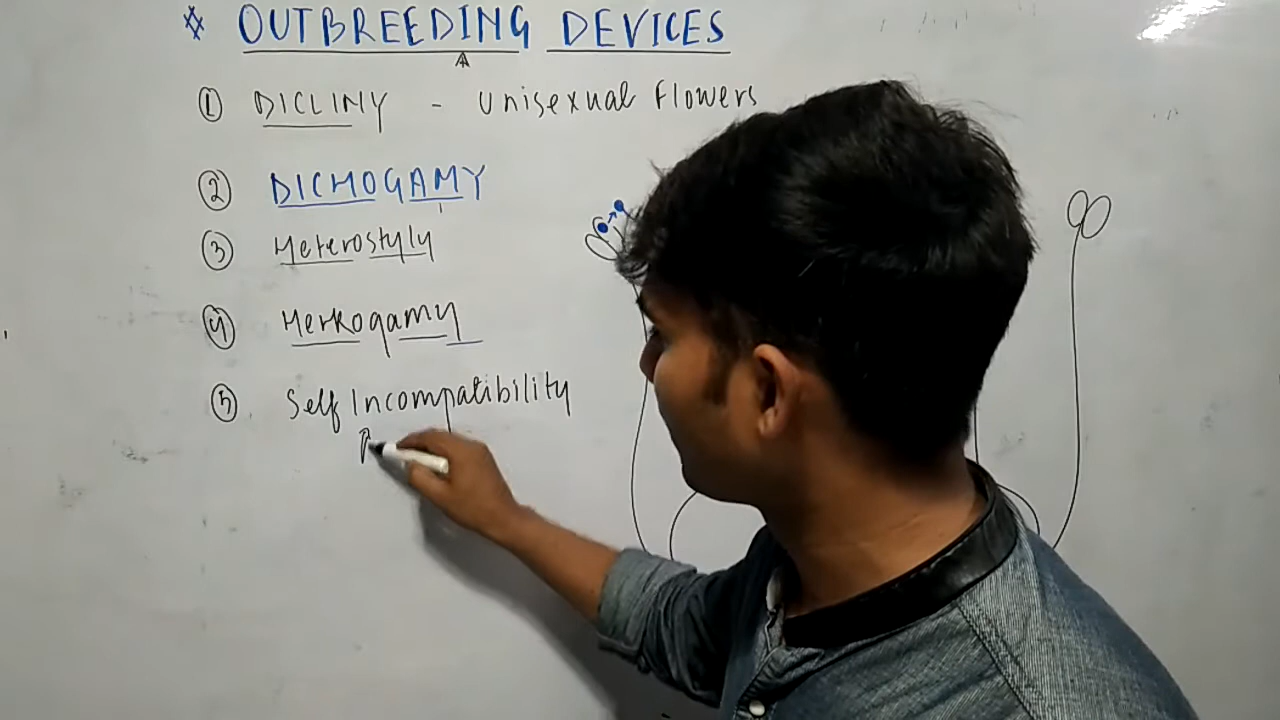 * OUTBREEDING DEVICES
① DICLINY - Unisexual Flowers
② DICHOGAMY
③ Heterostyly
④ Herkogamy
⑤ Self Incompatibility